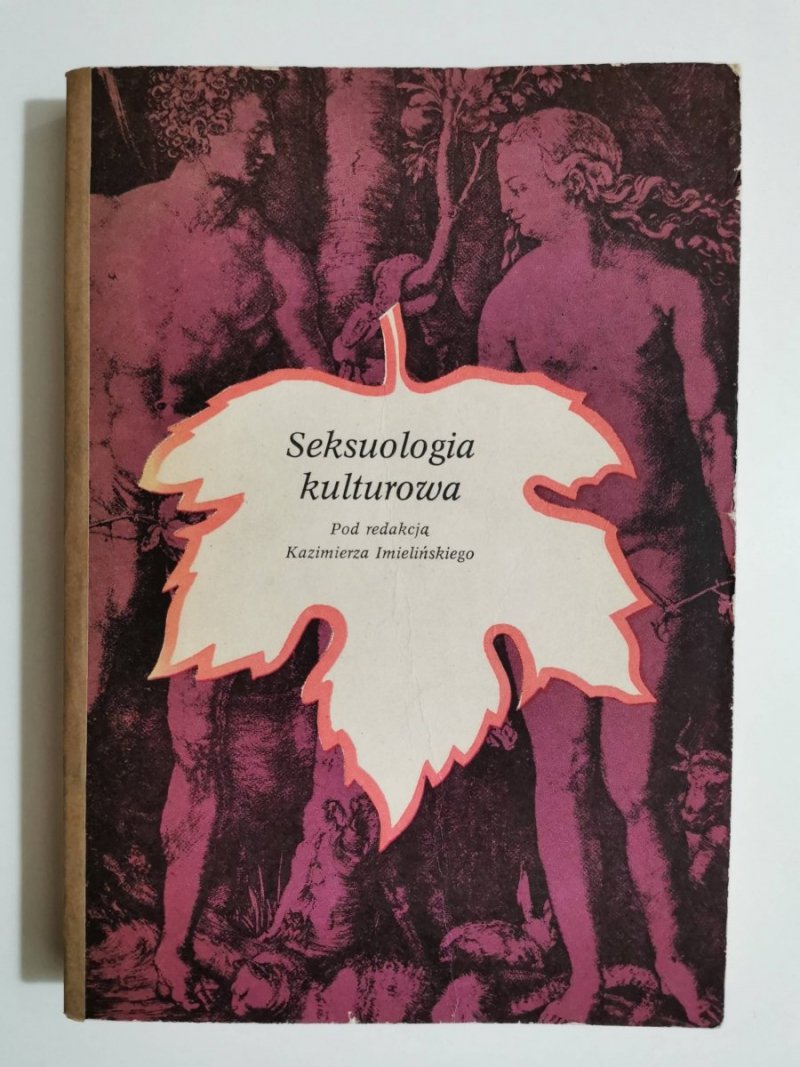 Seksuologia
kulturowa
Pod redakcją
Kazimierza Imielińskiego